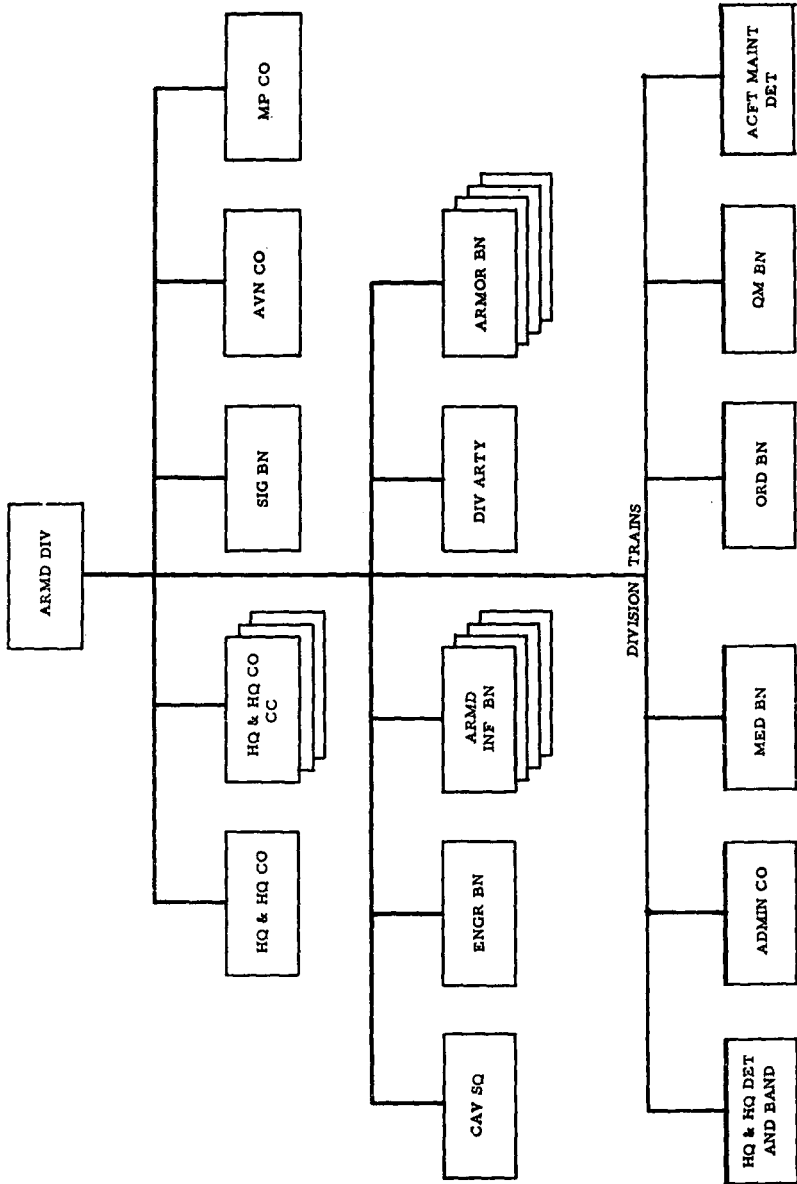 ARMD DIV
HQ & HQ CO
HQ & HQ CO
CC
SIG BN
AVN CO
MP CO
CAV SQ
ENGR BN
ARMD
INF BN
DIV ARTY
ARMOR BN
DIVISION TRAINS
HQ & HQ DET
AND BAND
ADMIN CO
MED BN
ORD BN
QM BN
ACFT MAINT
DET